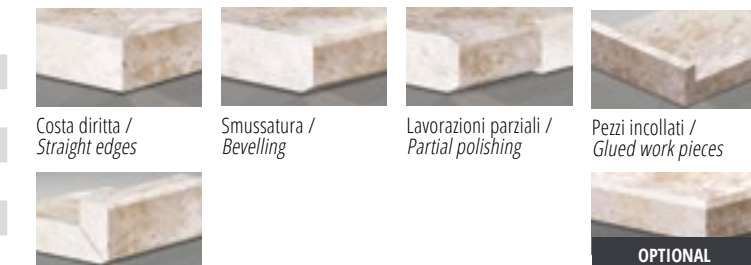 Costa diritta /
Straight edges
Smussatura /
Bevelling
Lavorazioni parziali /
Partial polishing
Pezzi incollati /
Glued work pieces
OPTIONAL